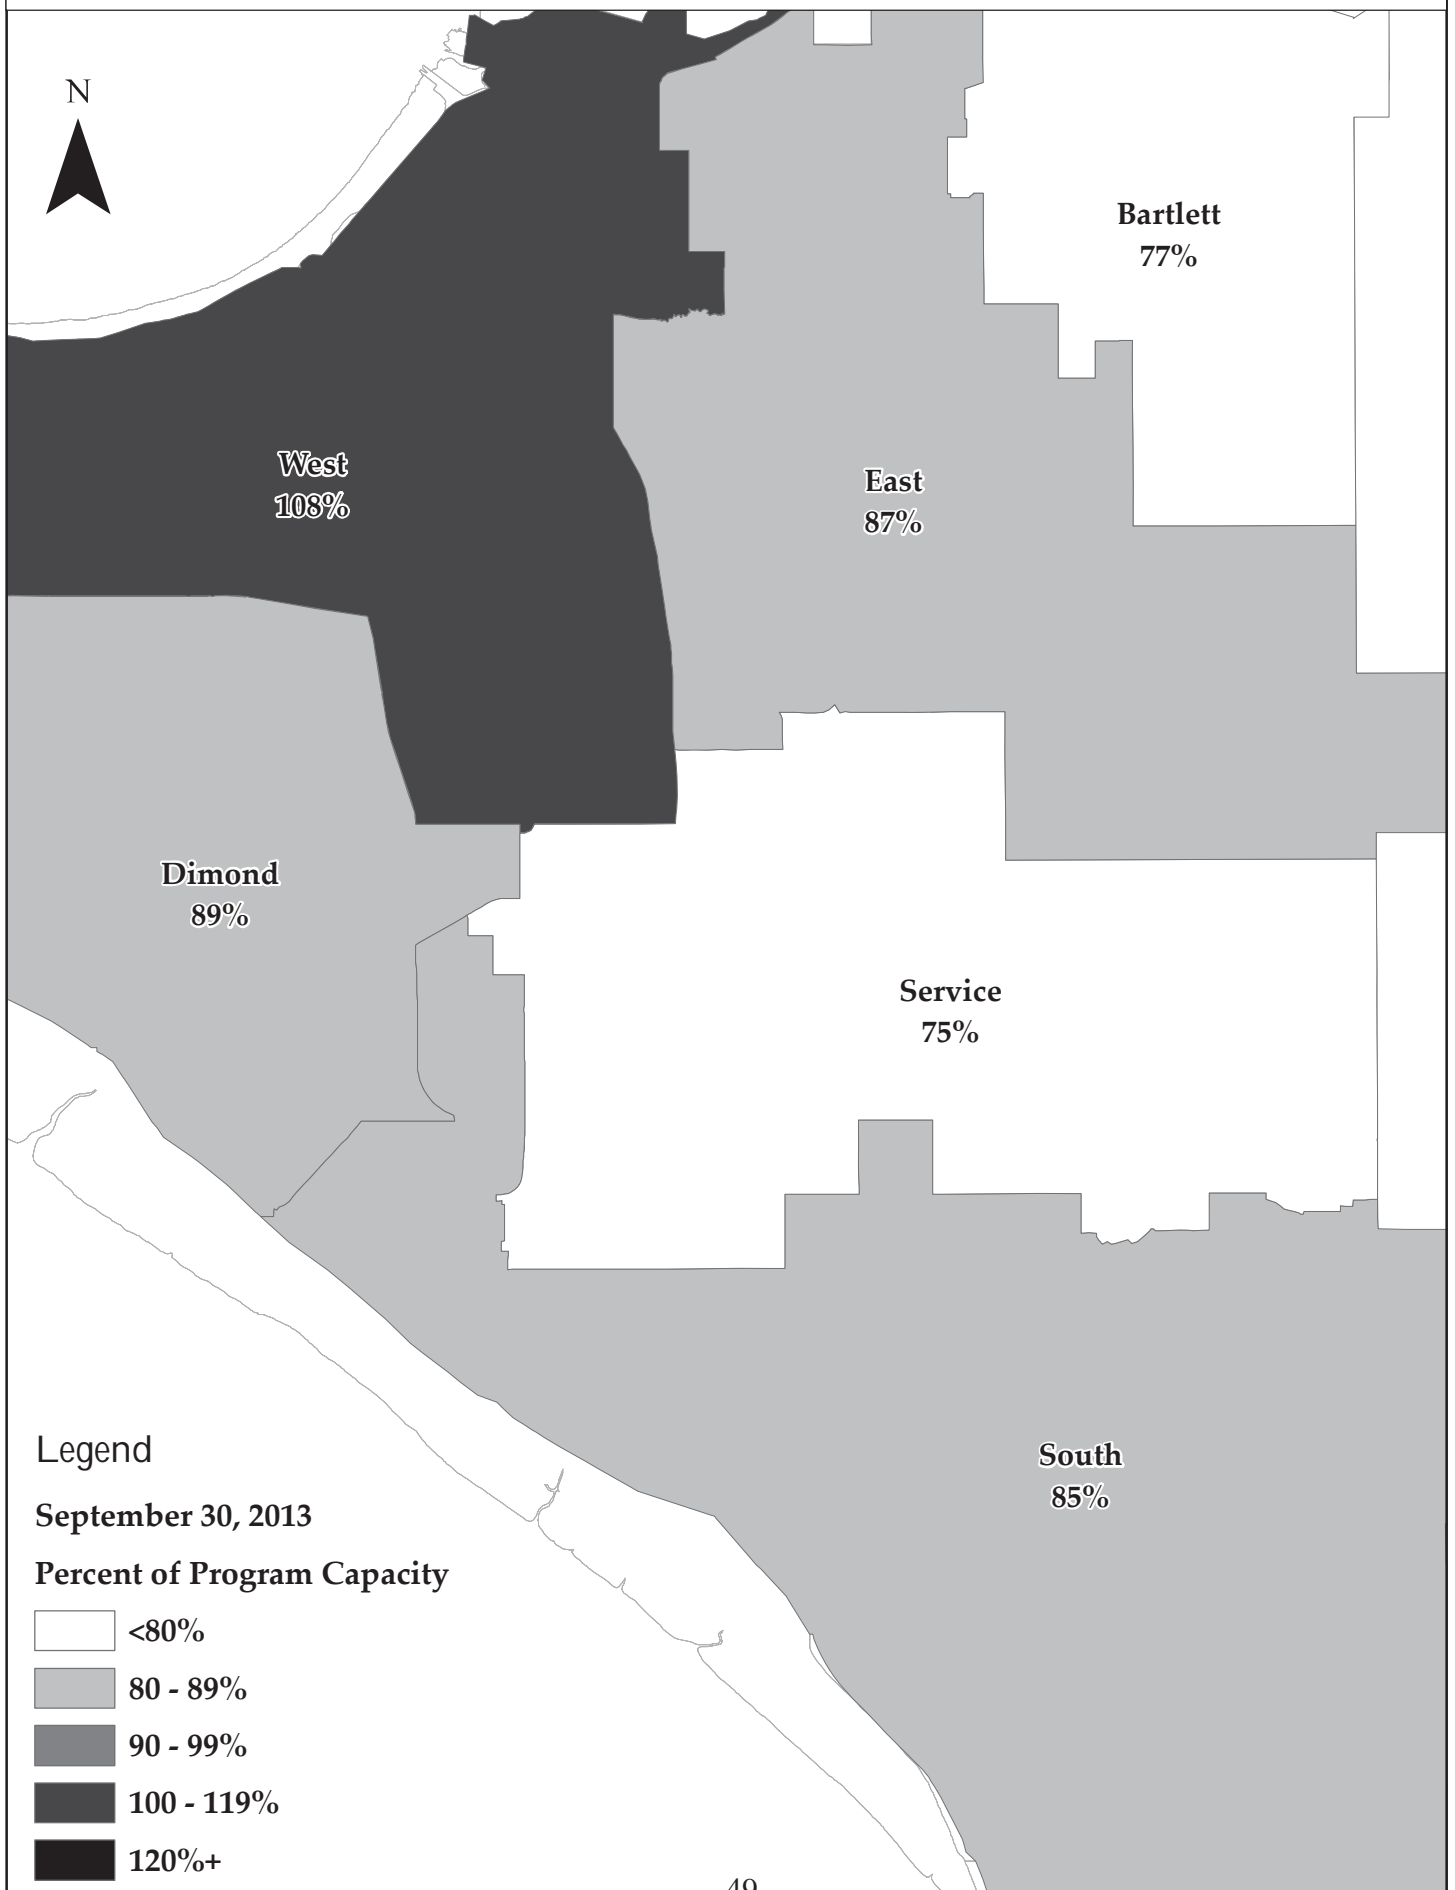 N
Bartlett
77%
West
108%
East
87%
Dimond
89%
Service
75%
South
85%
Legend
September 30, 2013
Percent of Program Capacity
<80%
80 - 89%
90 - 99%
100 - 119%
120%+
49